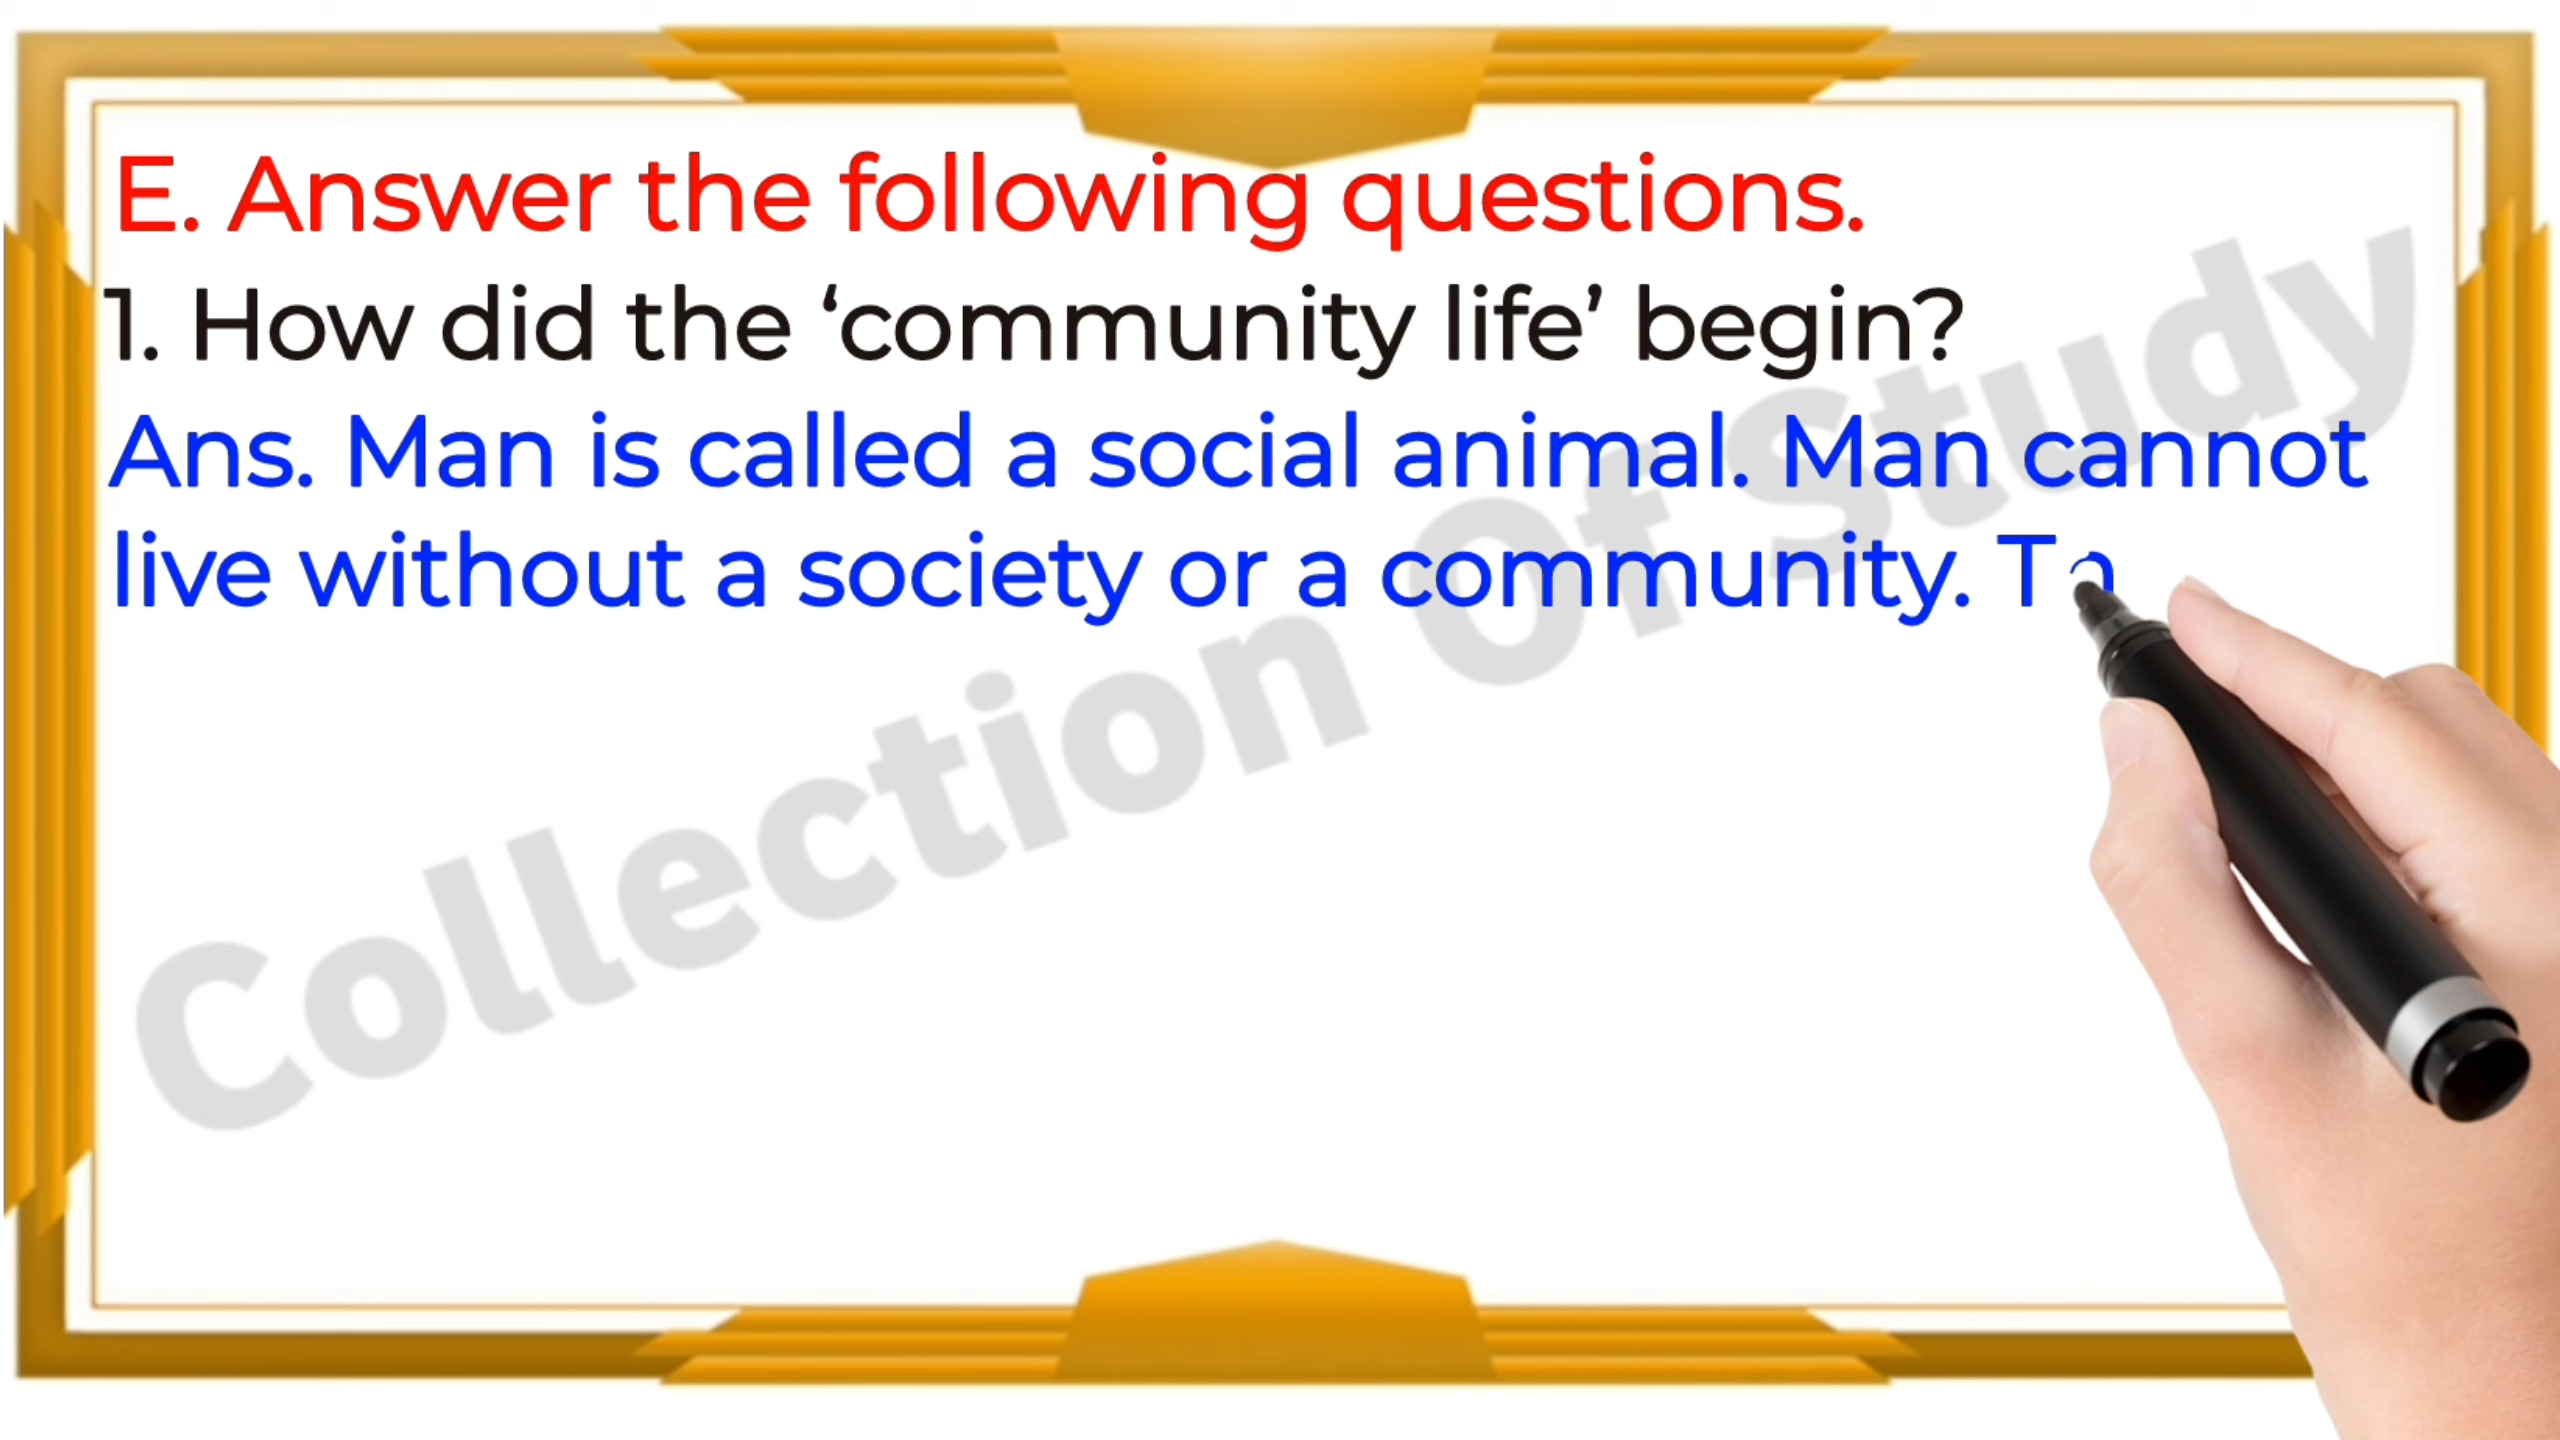 E. Answer the following questions.
1. How did the ‘community life’ begin?
Ans. Man is called a social animal. Man cannot
live without a society or a community.
Collection Of Study